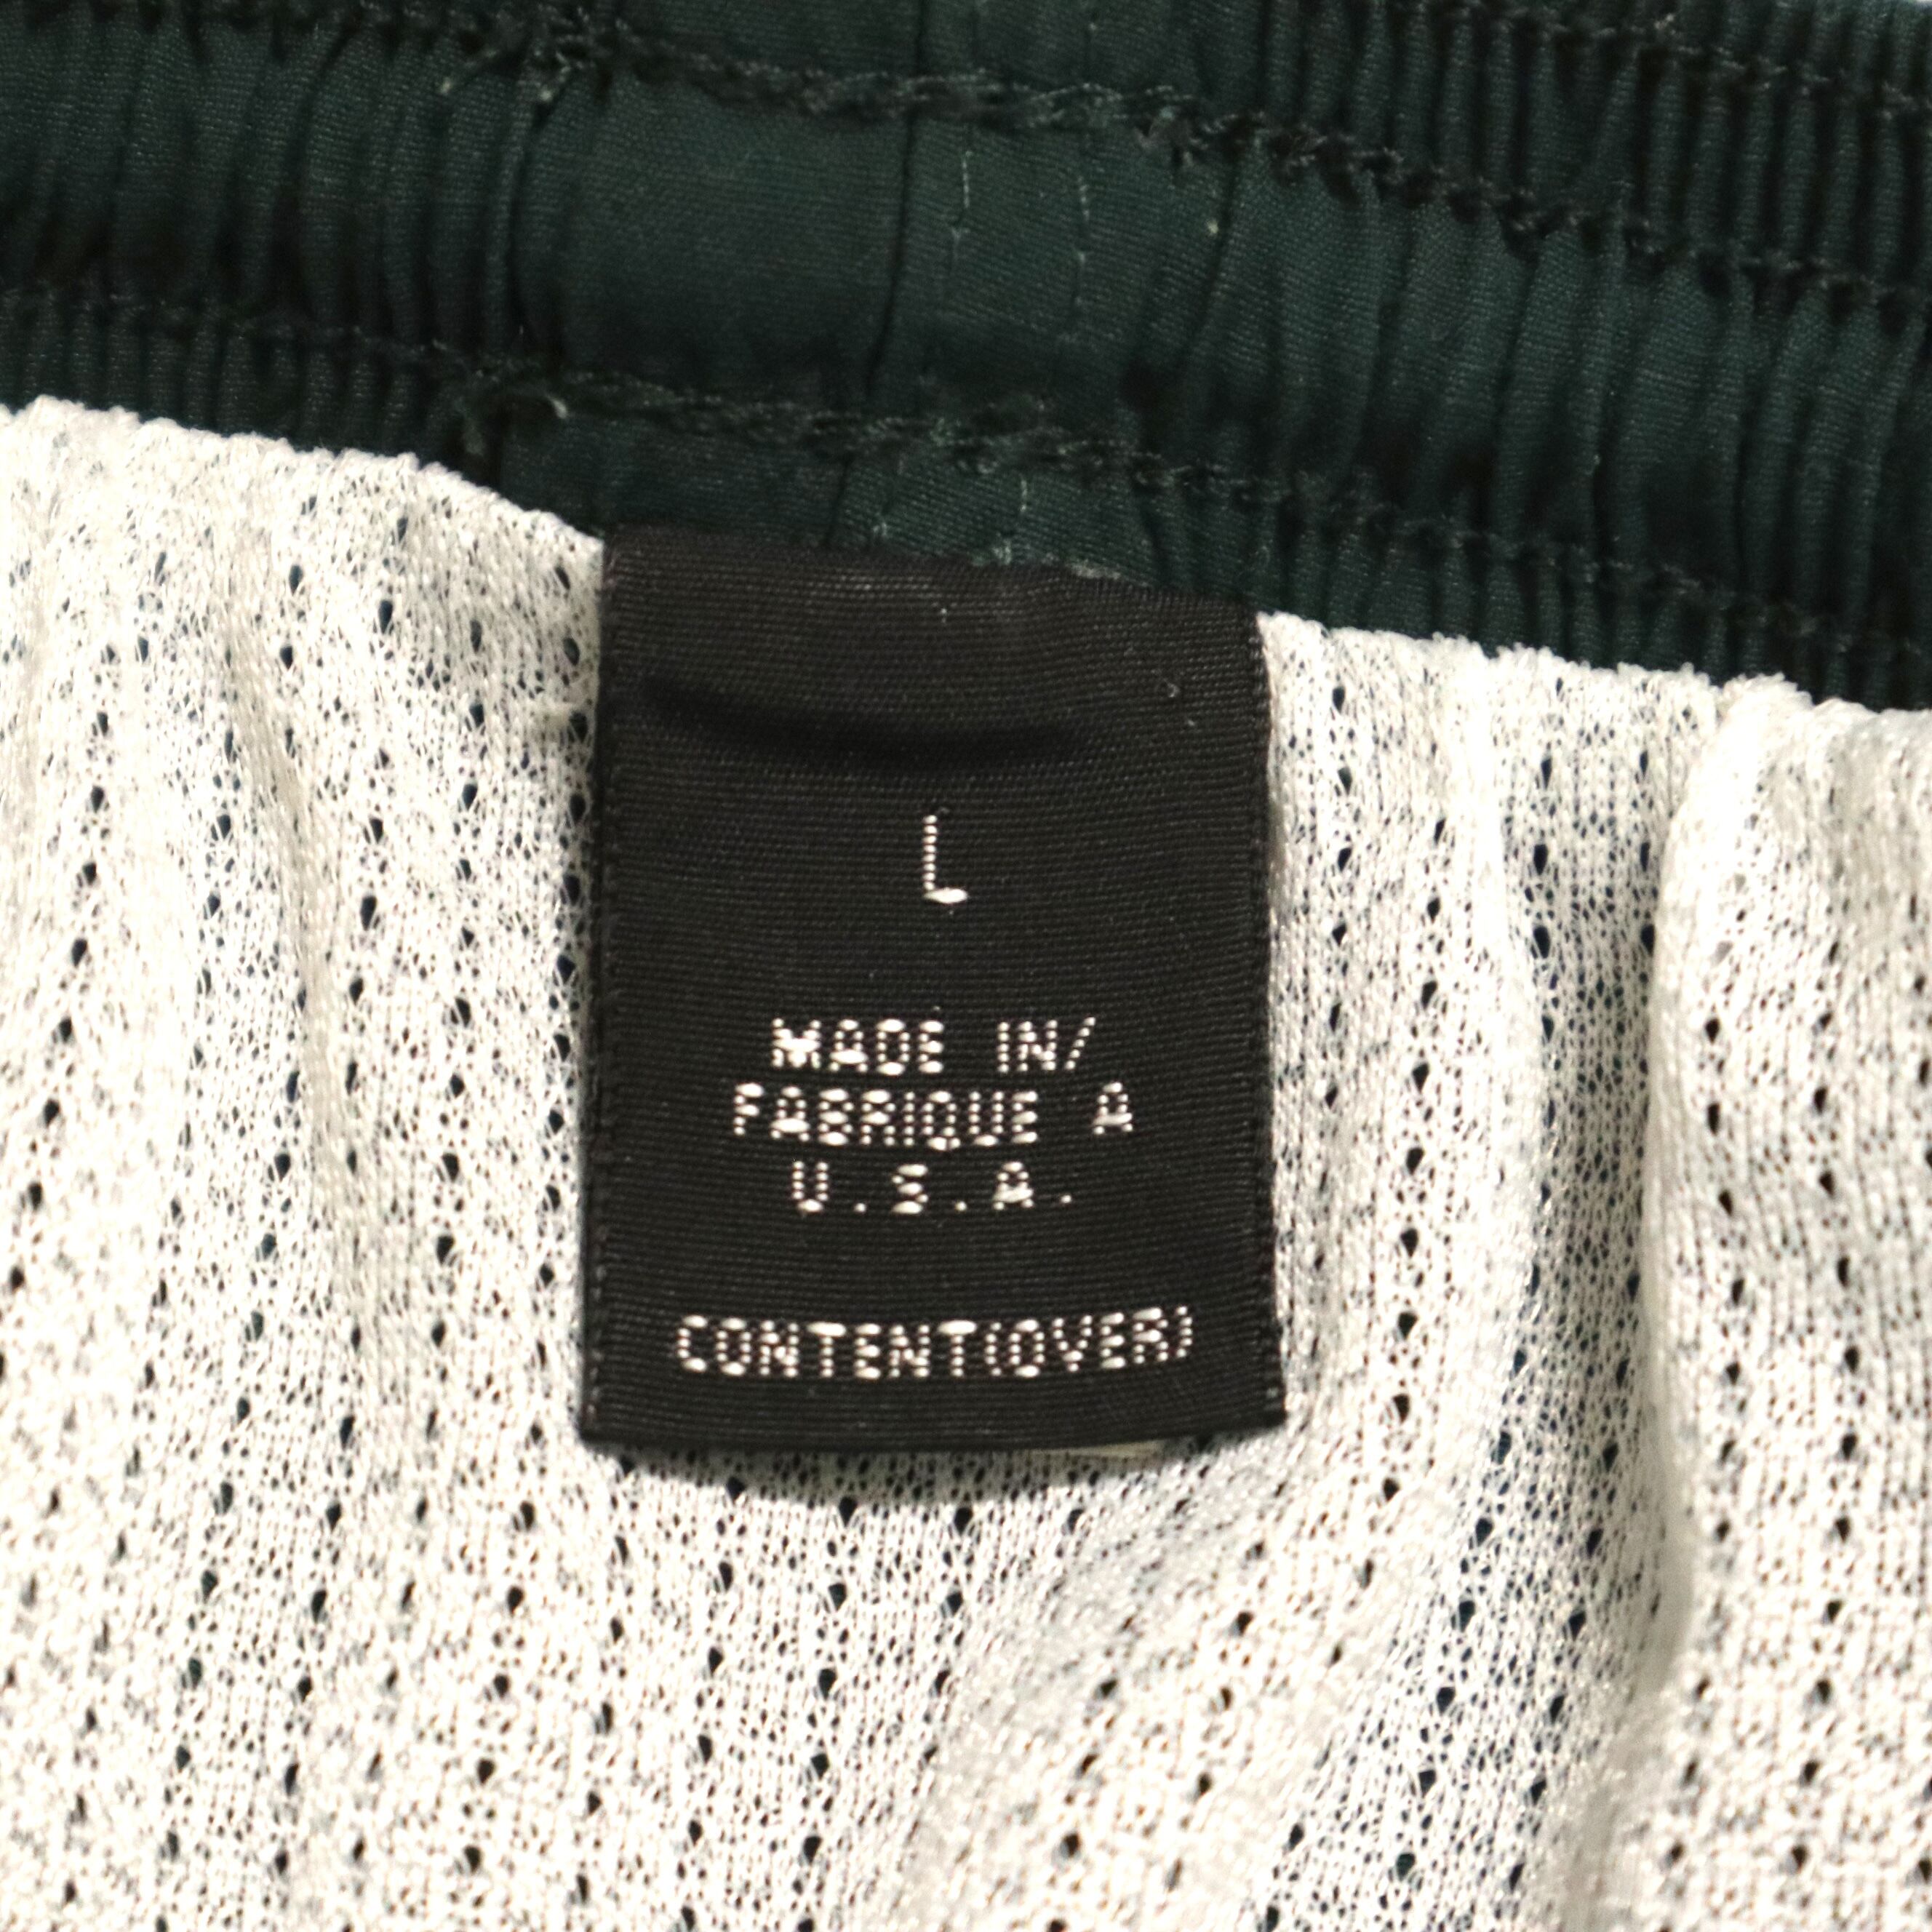 L
MADE IN/
FABRIQUE A
U.S.A.
CONTENT(OVER)